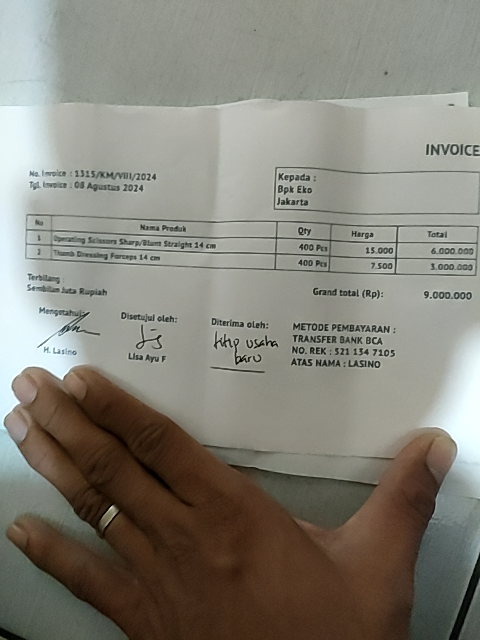 INVOICE
No. Invoice : 1315/KM/VIII/2024
Tgl. Invoice : 08 Agustus 2024
Kepada :
Bpk Eko
Jakarta
No Nama Produk Qty Harga Total
1 Operating Scissors Sharp/Blunt Straight 14 cm 400 Pcs 15.000 6.000.000
2 Thumb Dressing Forceps 14 cm 400 Pcs 7.500 3.000.000
Terbilang :
Sembilan Juta Rupiah
Grand total (Rp): 9.000.000
Mengetahui:
H. Lasino
Disetujui oleh:
Lisa Ayu F
Diterima oleh:
titip usaha
baru
METODE PEMBAYARAN :
TRANSFER BANK BCA
NO. REK : 521 134 7105
ATAS NAMA : LASINO